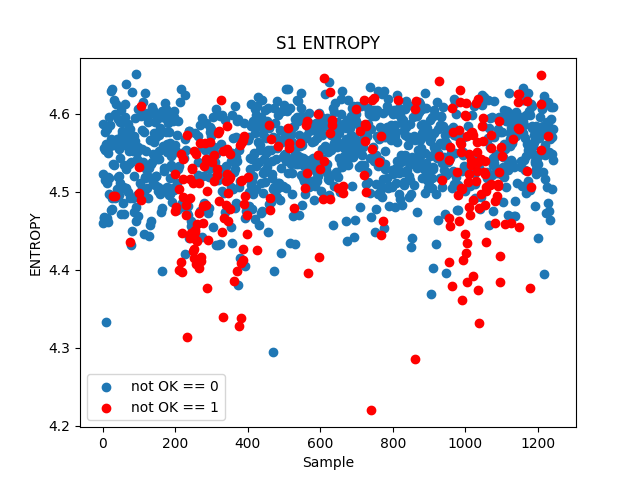 S1 ENTROPY
4.6
4.5
4.4
4.3
4.2
ENTROPY
not OK == 0
not OK == 1
0 200 400 600 800 1000 1200
Sample